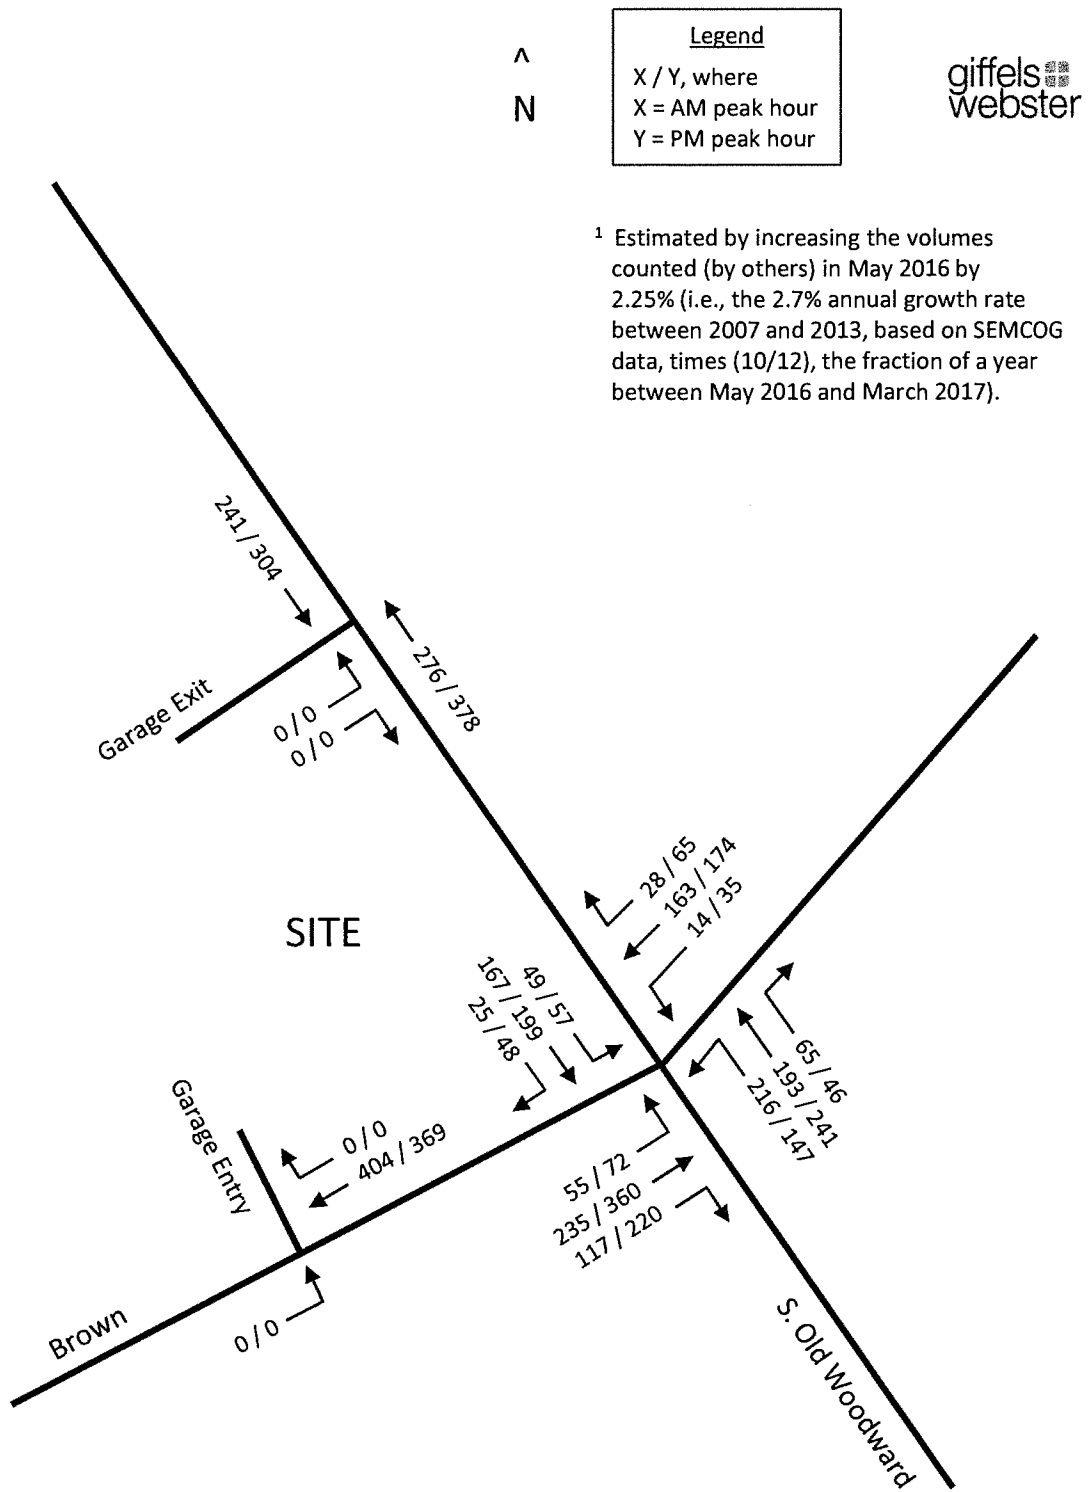 ^
N
Legend
X / Y, where
X = AM peak hour
Y = PM peak hour
giffels
webster
1 Estimated by increasing the volumes
counted (by others) in May 2016 by
2.25% (i.e., the 2.7% annual growth rate
between 2007 and 2013, based on SEMCOG
data, times (10/12), the fraction of a year
between May 2016 and March 2017).
241 / 304
276 / 378
Garage Exit
0 / 0
0 / 0
28 / 65
163 / 174
14 / 35
SITE
49 / 57
167 / 199
25 / 48
65 / 46
193 / 241
216 / 147
Garage Entry
0 / 0
404 / 369
55 / 72
235 / 360
117 / 220
0 / 0
Brown
S. Old Woodward